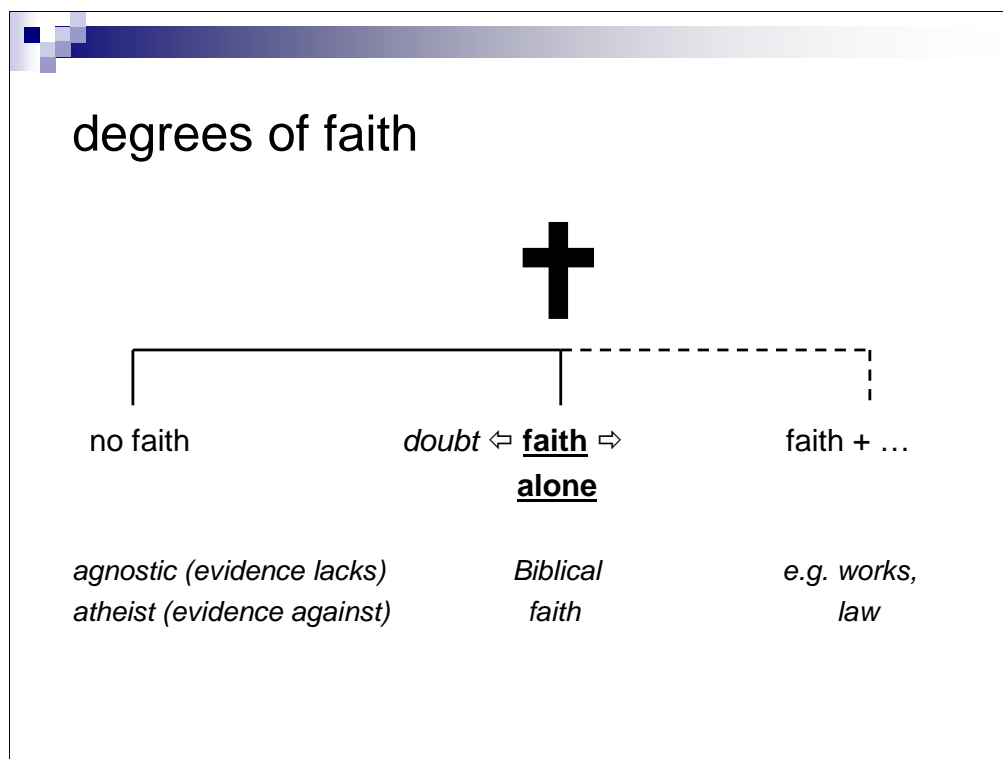 degrees of faith
no faith
doubt ⇦ faith ⇨
alone
faith + …
agnostic (evidence lacks)
atheist (evidence against)
Biblical
faith
e.g. works,
law